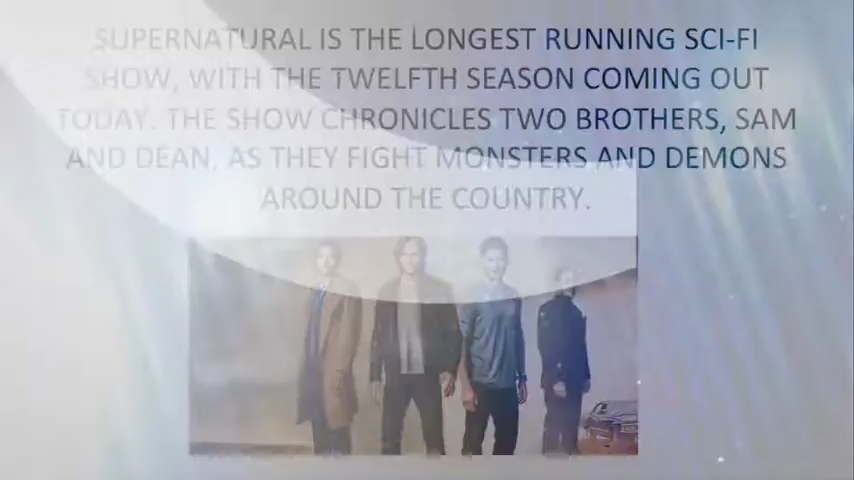 SUPERNATURAL IS THE LONGEST RUNNING SCI-FI
SHOW, WITH THE TWELFTH SEASON COMING OUT
TODAY. THE SHOW CHRONICLES TWO BROTHERS, SAM
AND DEAN, AS THEY FIGHT MONSTERS AND DEMONS
AROUND THE COUNTRY.